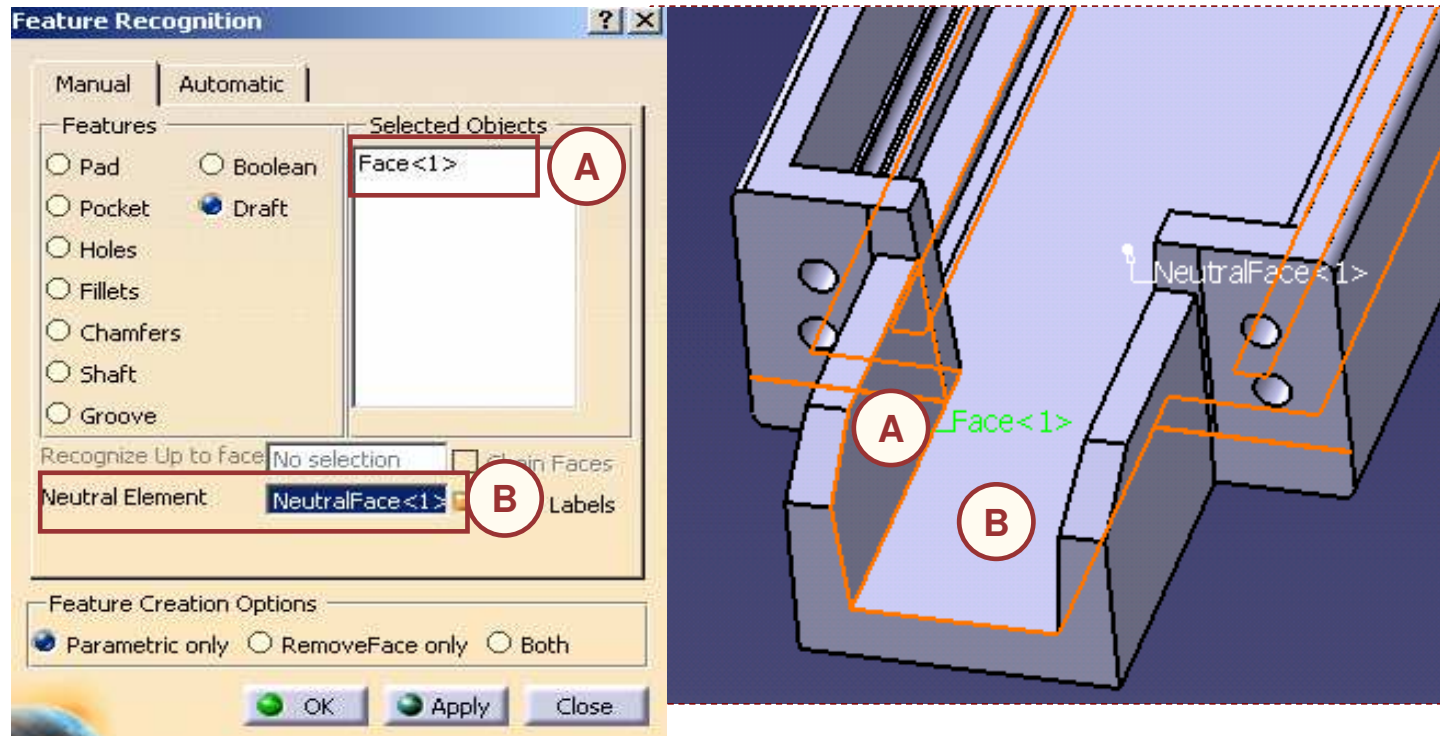 Feature Recognition
Manual Automatic
Features
Selected Objects
Pad Boolean
Face<1>
A
Pocket Draft
Holes
Fillets
Chamfers
Shaft
Groove
Recognize Up to face No selection Chain Faces
Neutral Element NeutralFace<1> B Labels
Feature Creation Options
Parametric only RemoveFace only Both
OK Apply Close
NeutralFace<1>
A Face<1>
B